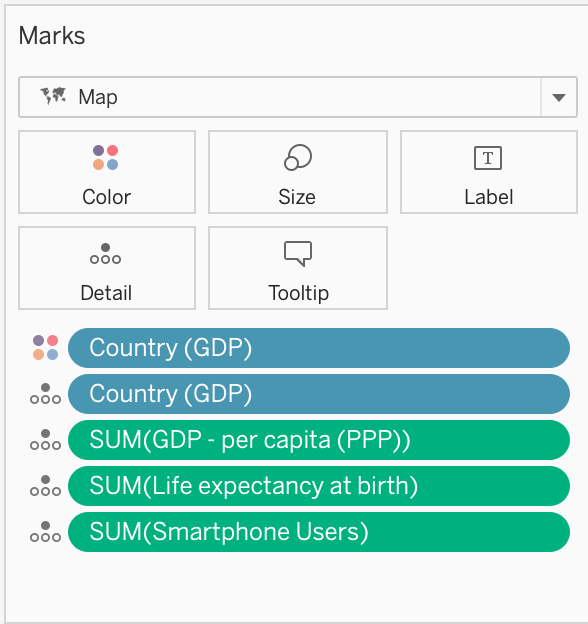 Marks
Map
Color Size Label
T
Detail Tooltip
Country (GDP)
Country (GDP)
SUM(GDP - per capita (PPP))
SUM(Life expectancy at birth)
SUM(Smartphone Users)